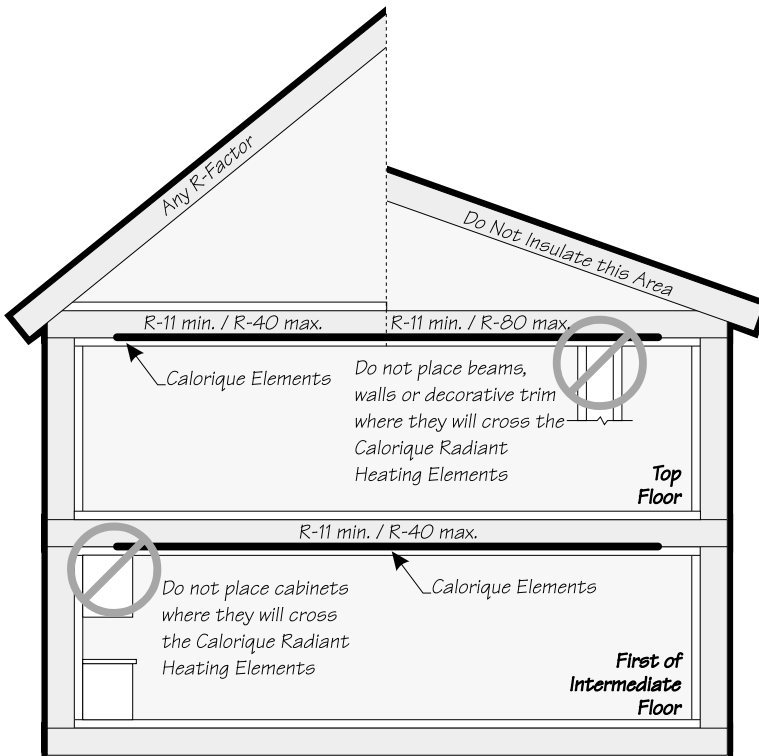 Any R-Factor
Do Not Insulate this Area
R-11 min. / R-40 max.
R-11 min. / R-80 max.
Calorique Elements
Do not place beams,
walls or decorative trim
where they will cross the
Calorique Radiant
Heating Elements
Top
Floor
R-11 min. / R-40 max.
Calorique Elements
Do not place cabinets
where they will cross
the Calorique Radiant
Heating Elements
First of
Intermediate
Floor